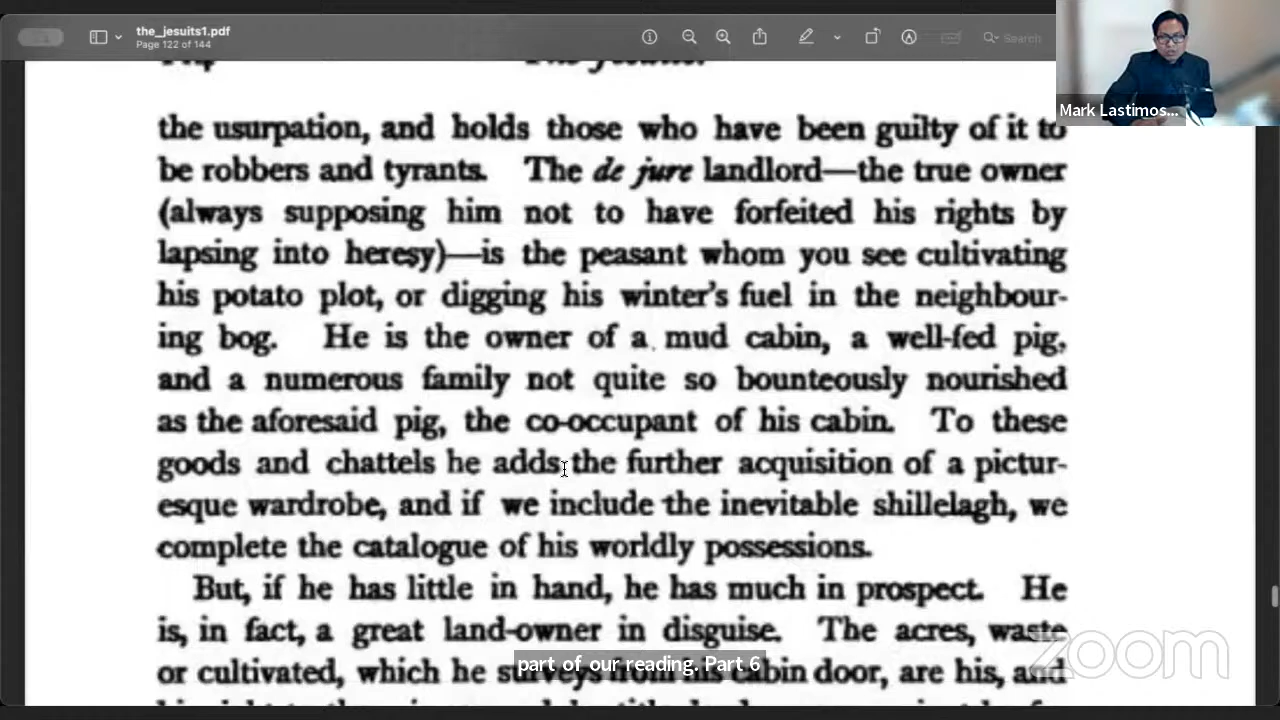 the_jesuits1.pdf
Page 122 of 144
Search
Mark Lastimos...
the usurpation, and holds those who have been guilty of it to
be robbers and tyrants. The de jure landlord—the true owner
(always supposing him not to have forfeited his rights by
lapsing into heresy)—is the peasant whom you see cultivating
his potato plot, or digging his winter's fuel in the neighbour-
ing bog. He is the owner of a mud cabin, a well-fed pig,
and a numerous family not quite so bounteously nourished
as the aforesaid pig, the co-occupant of his cabin. To these
goods and chattels he adds the further acquisition of a pictur-
esque wardrobe, and if we include the inevitable shillelagh, we
complete the catalogue of his worldly possessions.
But, if he has little in hand, he has much in prospect. He
is, in fact, a great land-owner in disguise. The acres, waste
or cultivated, which he surveys from his cabin door, are his, and
part of our reading. Part 6
zoom